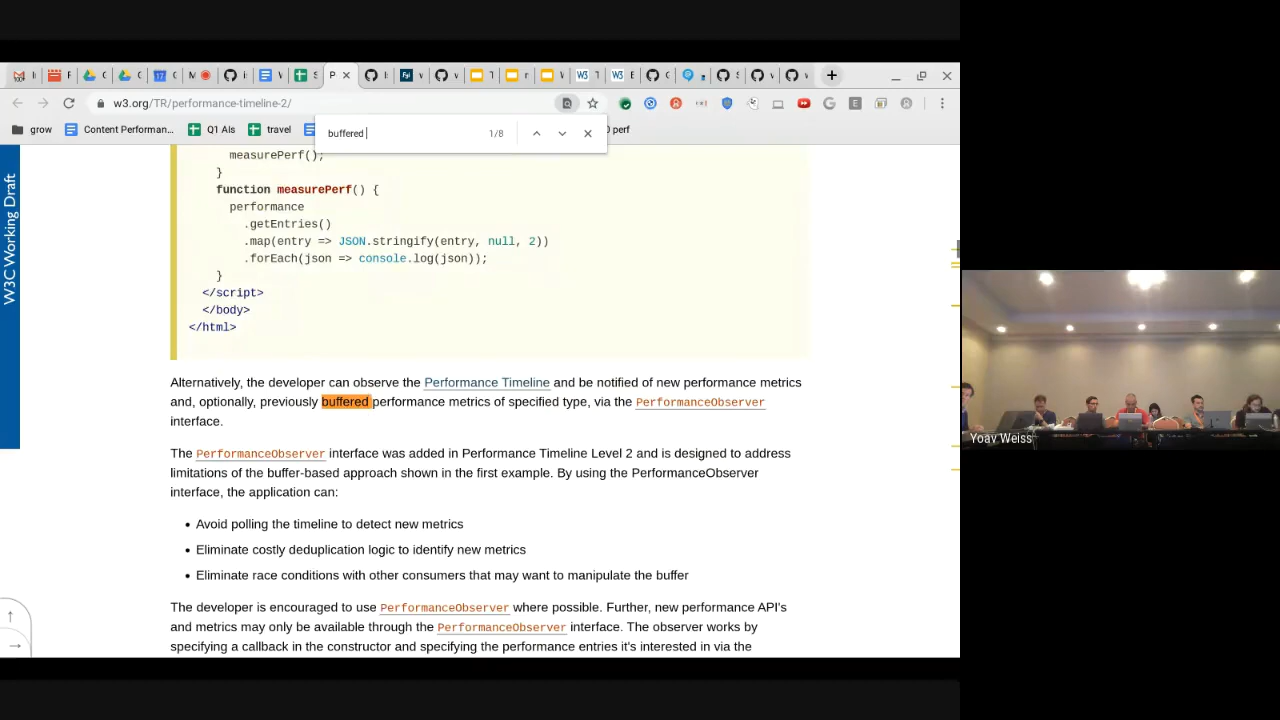 P
w3.org/TR/performance-timeline-2/
grow
Content Performan...
Q1 AIs
travel
perf
buffered
1/8
W3C Working Draft
measurePerf();
}
function measurePerf() {
performance
.getEntries()
.map(entry => JSON.stringify(entry, null, 2))
.forEach(json => console.log(json));
}
</script>
</body>
</html>
Alternatively, the developer can observe the Performance Timeline and be notified of new performance metrics
and, optionally, previously buffered performance metrics of specified type, via the PerformanceObserver
interface.
The PerformanceObserver interface was added in Performance Timeline Level 2 and is designed to address
limitations of the buffer-based approach shown in the first example. By using the PerformanceObserver
interface, the application can:
• Avoid polling the timeline to detect new metrics
• Eliminate costly deduplication logic to identify new metrics
• Eliminate race conditions with other consumers that may want to manipulate the buffer
The developer is encouraged to use PerformanceObserver where possible. Further, new performance API's
and metrics may only be available through the PerformanceObserver interface. The observer works by
specifying a callback in the constructor and specifying the performance entries it's interested in via the
Yoav Weiss